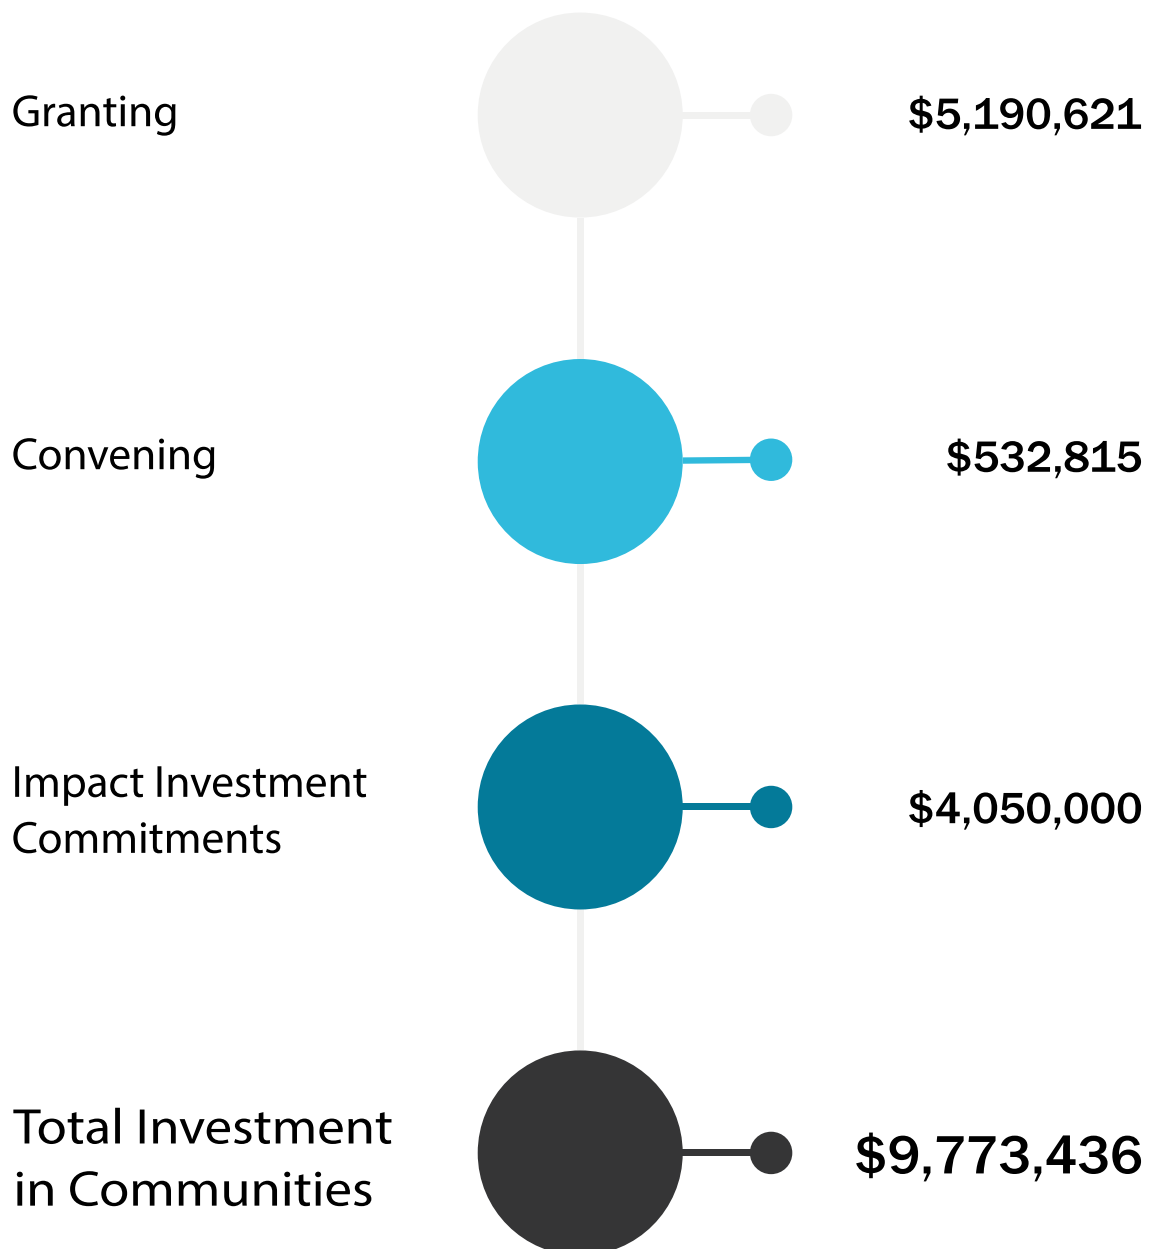 Granting
$5,190,621
Convening
$532,815
Impact Investment
Commitments
$4,050,000
Total Investment
in Communities
$9,773,436